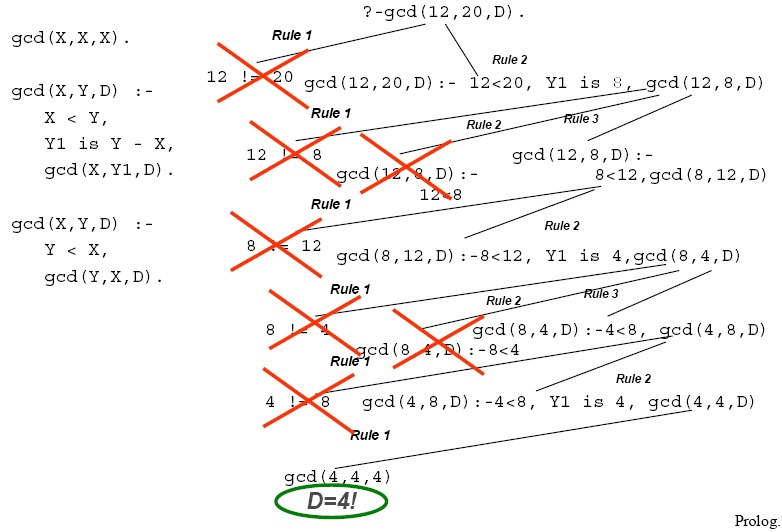 ?-gcd(12,20,D).
gcd(X,X,X).
gcd(X,Y,D) :-
X < Y,
Y1 is Y - X,
gcd(X,Y1,D).
gcd(X,Y,D) :-
Y < X,
gcd(Y,X,D).
Rule 1
Rule 2
12 != 20
gcd(12,20,D):- 12<20, Y1 is 8, gcd(12,8,D)
Rule 1
Rule 2
Rule 3
12 != 8
gcd(12,8,D):-
12<8
gcd(12,8,D):-
8<12,gcd(8,12,D)
Rule 1
Rule 2
8 != 12
gcd(8,12,D):-8<12, Y1 is 4,gcd(8,4,D)
Rule 1
Rule 2
Rule 3
8 != 4
gcd(8,4,D):-8<4
gcd(8,4,D):-4<8, gcd(4,8,D)
Rule 1
Rule 2
4 != 8
gcd(4,8,D):-4<8, Y1 is 4, gcd(4,4,D)
Rule 1
gcd(4,4,4)
D=4!
Prolog